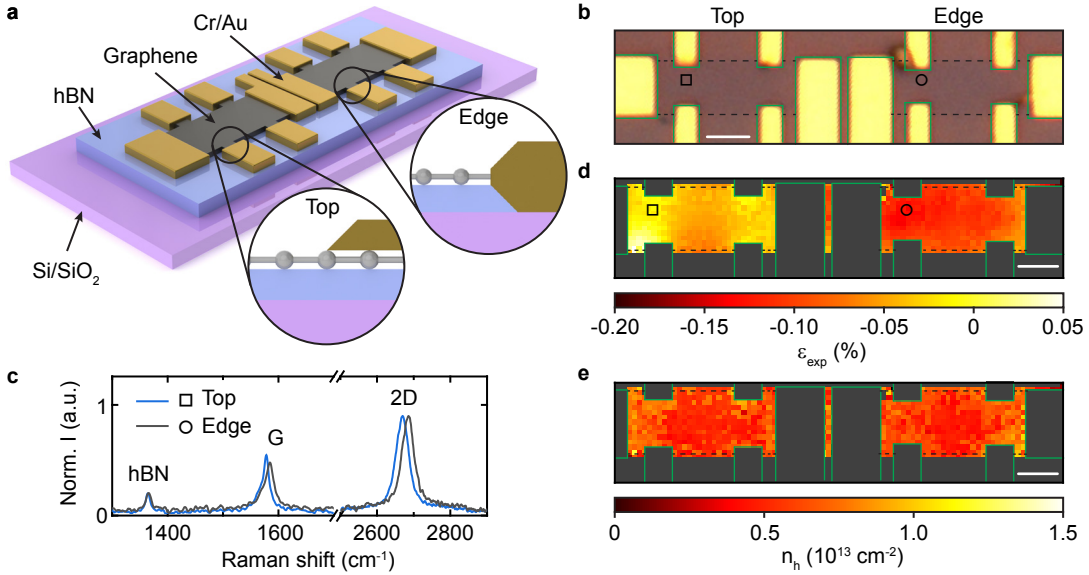 a
Cr/Au
Graphene
hBN
Edge
Top
Si/SiO2
b
Top
Edge
d
-0.20 -0.15 -0.10 -0.05 0 0.05
εexp (%)
c
Norm. I (a.u.)
1
0
Top
Edge
hBN
G
2D
1400 1600 2600 2800
Raman shift (cm-1)
e
0 0.5 1.0 1.5
nh (10^13 cm-2)